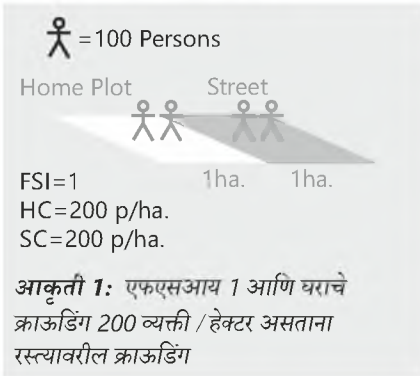 =100 Persons
Home Plot Street
1ha. 1ha.
FSI=1
HC=200 p/ha.
SC=200 p/ha.
आकृती 1: एफएसआय 1 आणि घराचे
क्राऊडिंग 200 व्यक्ती / हेक्टर असताना
रस्त्यावरील क्राऊडिंग